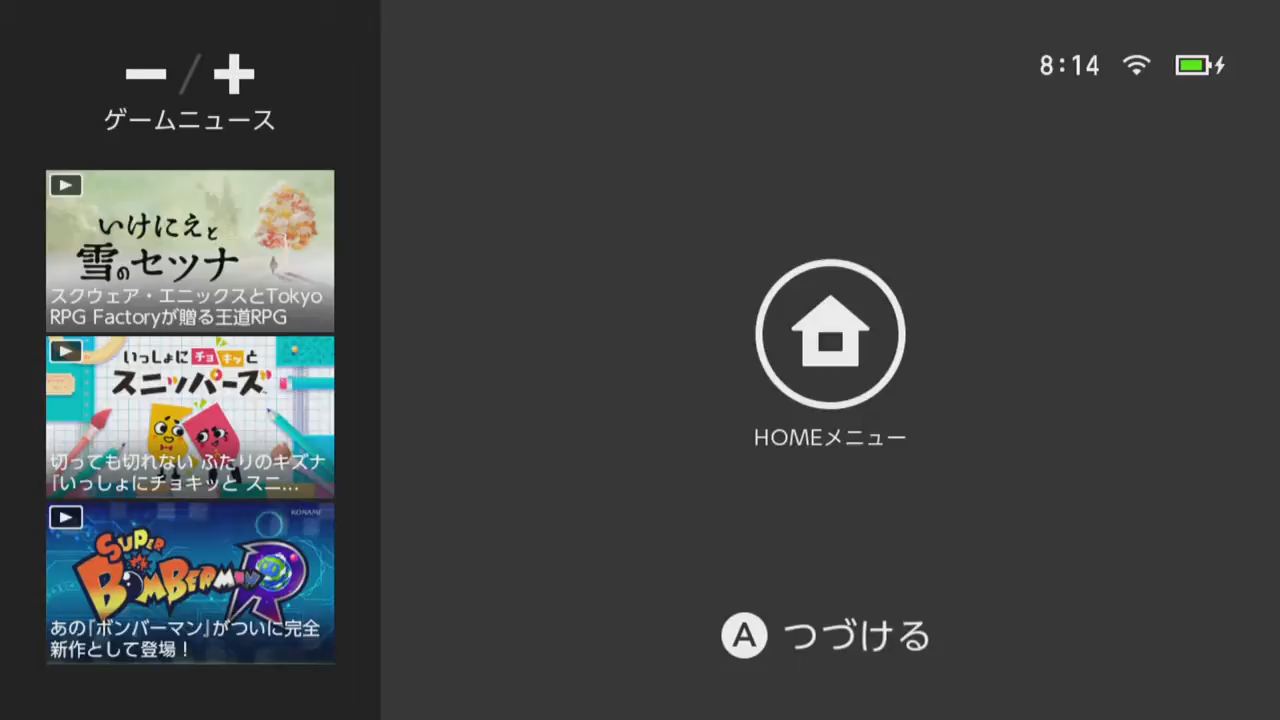 ゲームニュース
いけにえと
雪のセツナ
スクウェア・エニックスとTokyo
RPG Factoryが贈る王道RPG
いっしょにチョキッと
スニッパーズ
切っても切れない ふたりのキズナ
「いっしょにチョキッと スニ...
KONAMI
SUPER
BOMBERMAN R
あの「ボンバーマン」がついに完全
新作として登場！
8:14
HOMEメニュー
A つづける